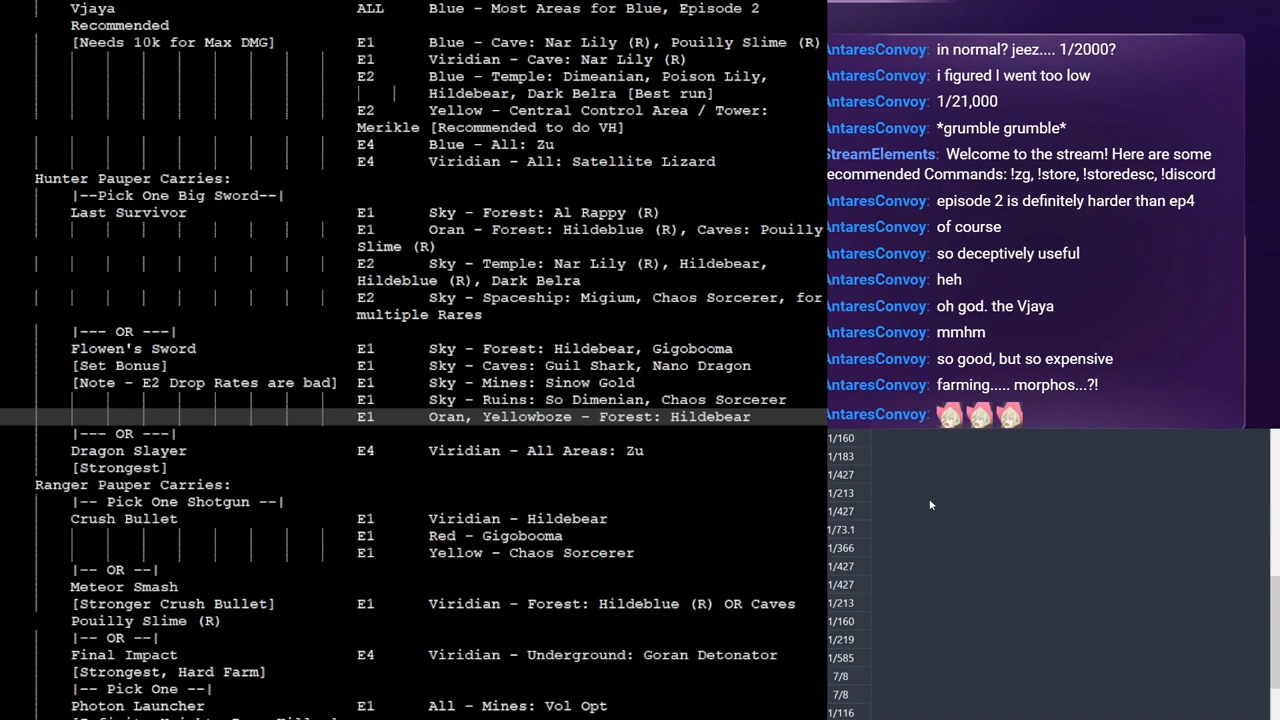 Vjaya ALL Blue - Most Areas for Blue, Episode 2
Recommended
[Needs 10k for Max DMG] E1 Blue - Cave: Nar Lily (R), Pouilly Slime (R)
E1 Viridian - Cave: Nar Lily (R)
E2 Blue - Temple: Dimeanian, Poison Lily,
Hildebear, Dark Belra [Best run]
E2 Yellow - Central Control Area / Tower:
Merikle [Recommended to do VH]
E4 Blue - All: Zu
E4 Viridian - All: Satellite Lizard
Hunter Pauper Carries:
|--Pick One Big Sword--|
Last Survivor E1 Sky - Forest: Al Rappy (R)
E1 Oran - Forest: Hildeblue (R), Caves: Pouilly
Slime (R)
E2 Sky - Temple: Nar Lily (R), Hildebear,
Hildeblue (R), Dark Belra
E2 Sky - Spaceship: Migium, Chaos Sorcerer, for
multiple Rares
|--- OR ---|
Flowen's Sword E1 Sky - Forest: Hildebear, Gigobooma
[Set Bonus] E1 Sky - Caves: Guil Shark, Nano Dragon
[Note - E2 Drop Rates are bad] E1 Sky - Mines: Sinow Gold
E1 Sky - Ruins: So Dimenian, Chaos Sorcerer
E1 Oran, Yellowboze - Forest: Hildebear
|--- OR ---|
Dragon Slayer E4 Viridian - All Areas: Zu
[Strongest]
Ranger Pauper Carries:
|-- Pick One Shotgun --|
Crush Bullet E1 Viridian - Hildebear
E1 Red - Gigobooma
E1 Yellow - Chaos Sorcerer
|-- OR --|
Meteor Smash
[Stronger Crush Bullet] E1 Viridian - Forest: Hildeblue (R) OR Caves
Pouilly Slime (R)
|-- OR --|
Final Impact E4 Viridian - Underground: Goran Detonator
[Strongest, Hard Farm]
|-- Pick One --|
Photon Launcher E1 All - Mines: Vol Opt
AntaresConvoy: in normal? jeez.... 1/2000?
AntaresConvoy: i figured I went too low
AntaresConvoy: 1/21,000
AntaresConvoy: *grumble grumble*
StreamElements: Welcome to the stream! Here are some
ecommended Commands: !zg, !store, !storedesc, !discord
AntaresConvoy: episode 2 is definitely harder than ep4
AntaresConvoy: of course
AntaresConvoy: so deceptively useful
AntaresConvoy: heh
AntaresConvoy: oh god. the Vjaya
AntaresConvoy: mmhm
AntaresConvoy: so good, but so expensive
AntaresConvoy: farming..... morphos...?!
AntaresConvoy:
1/160
1/183
1/427
1/213
1/427
1/73.1
1/366
1/427
1/427
1/213
1/160
1/219
1/585
7/8
7/8
1/116